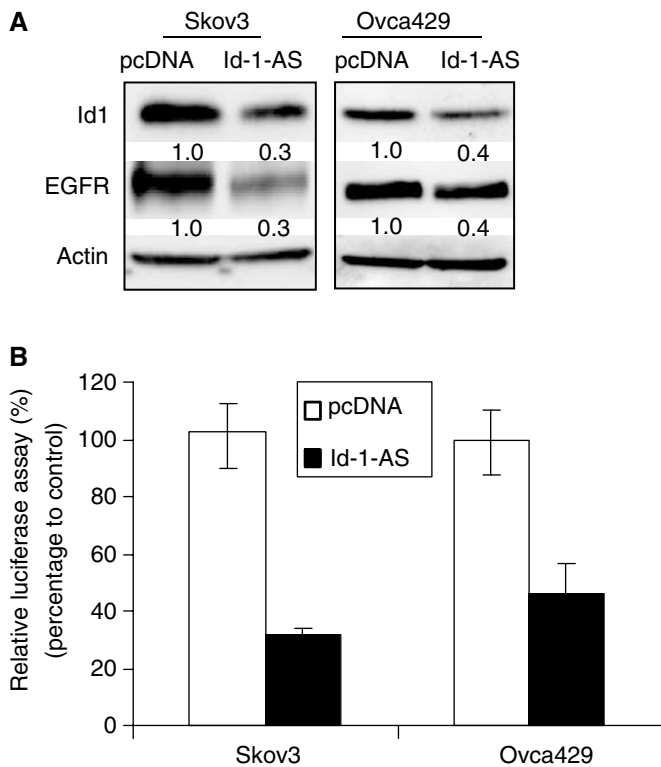 A
Skov3 Ovca429
pcDNA Id-1-AS pcDNA Id-1-AS
Id1
1.0 0.3 1.0 0.4
EGFR
1.0 0.3 1.0 0.4
Actin
B
Relative luciferase assay (%)
(percentage to control)
120
100
80
60
40
20
0
pcDNA
Id-1-AS
Skov3 Ovca429